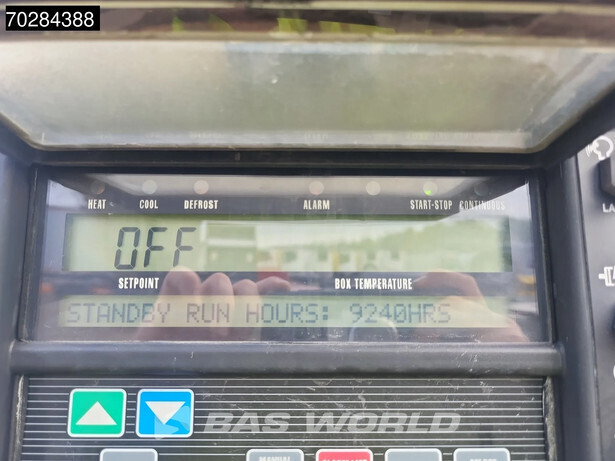 70284388
HEAT COOL DEFROST ALARM START-STOP CONTINUOUS
OFF
SETPOINT BOX TEMPERATURE
STANDBY RUN HOURS: 9240HRS
BAS WORLD